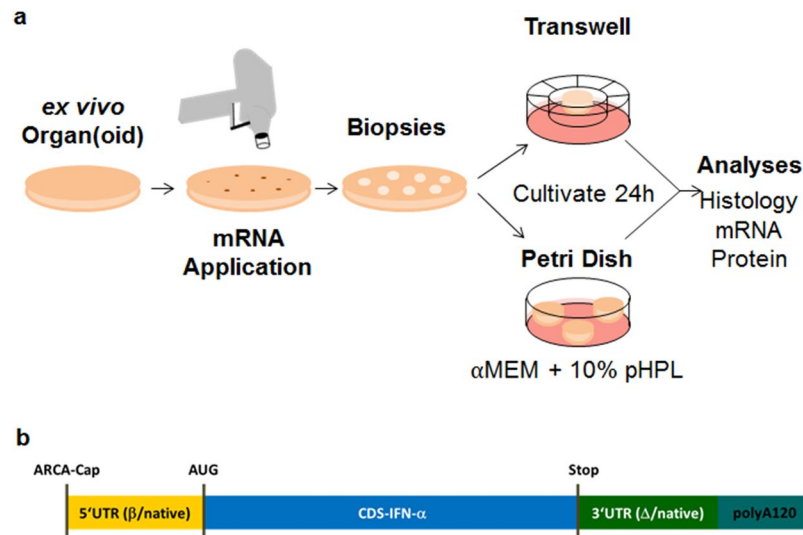 a
ex vivo
Organ(oid)
mRNA
Application
Biopsies
Transwell
Cultivate 24h
Petri Dish
αMEM + 10% pHPL
Analyses
Histology
mRNA
Protein
b
ARCA-Cap
AUG
Stop
5'UTR (β/native)
CDS-IFN-α
3'UTR (Δ/native)
polyA120